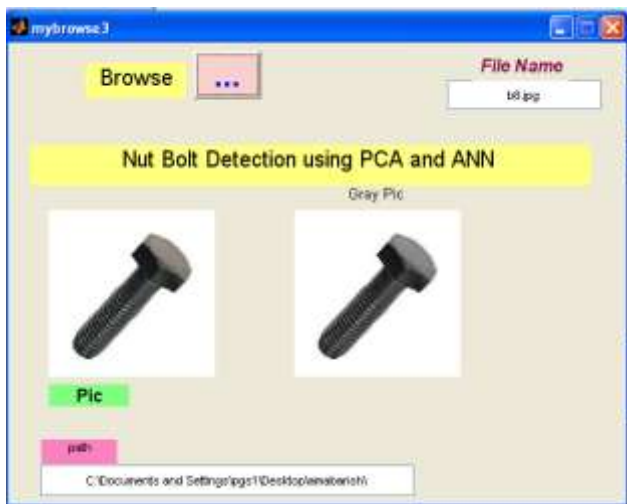 mybrowse3
Browse
...
File Name
b8.jpg
Nut Bolt Detection using PCA and ANN
Gray Pic
Pic
path
C:\Documents and Settings\pgs1\Desktop\amabarish\